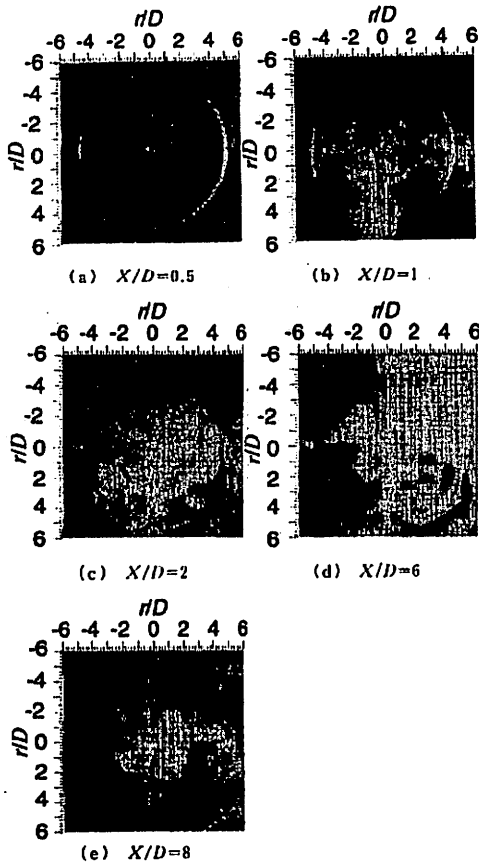 r/D r/D
-6 -4 -2 0 2 4 6 -6 -4 -2 0 2 4 6
-6 -6
-4 -4
-2 -2
r/D 0 r/D 0
2 2
4 4
6 6
(a) X/D=0.5 (b) X/D=1
r/D r/D
-6 -4 -2 0 2 4 6 -6 -4 -2 0 2 4 6
-6 -6
-4 -4
-2 -2
r/D 0 r/D 0
2 2
4 4
6 6
(c) X/D=2 (d) X/D=6
r/D
-6 -4 -2 0 2 4 6
-6
-4
-2
r/D 0
2
4
6
(e) X/D=8